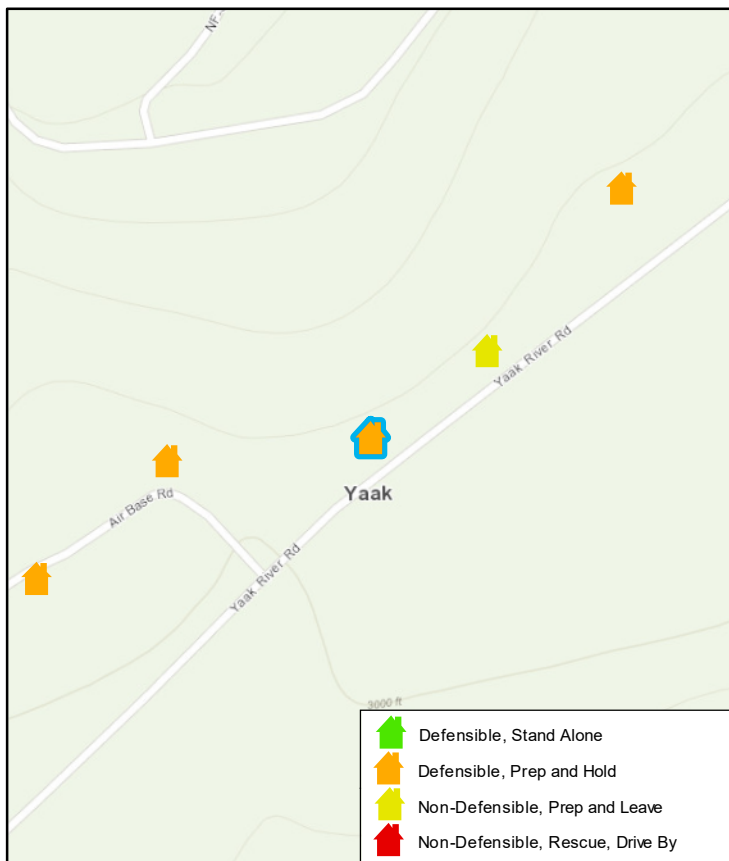 NF
Yaak River Rd
Yaak
Air Base Rd
Yaak River Rd
3000 ft
Defensible, Stand Alone
Defensible, Prep and Hold
Non-Defensible, Prep and Leave
Non-Defensible, Rescue, Drive By